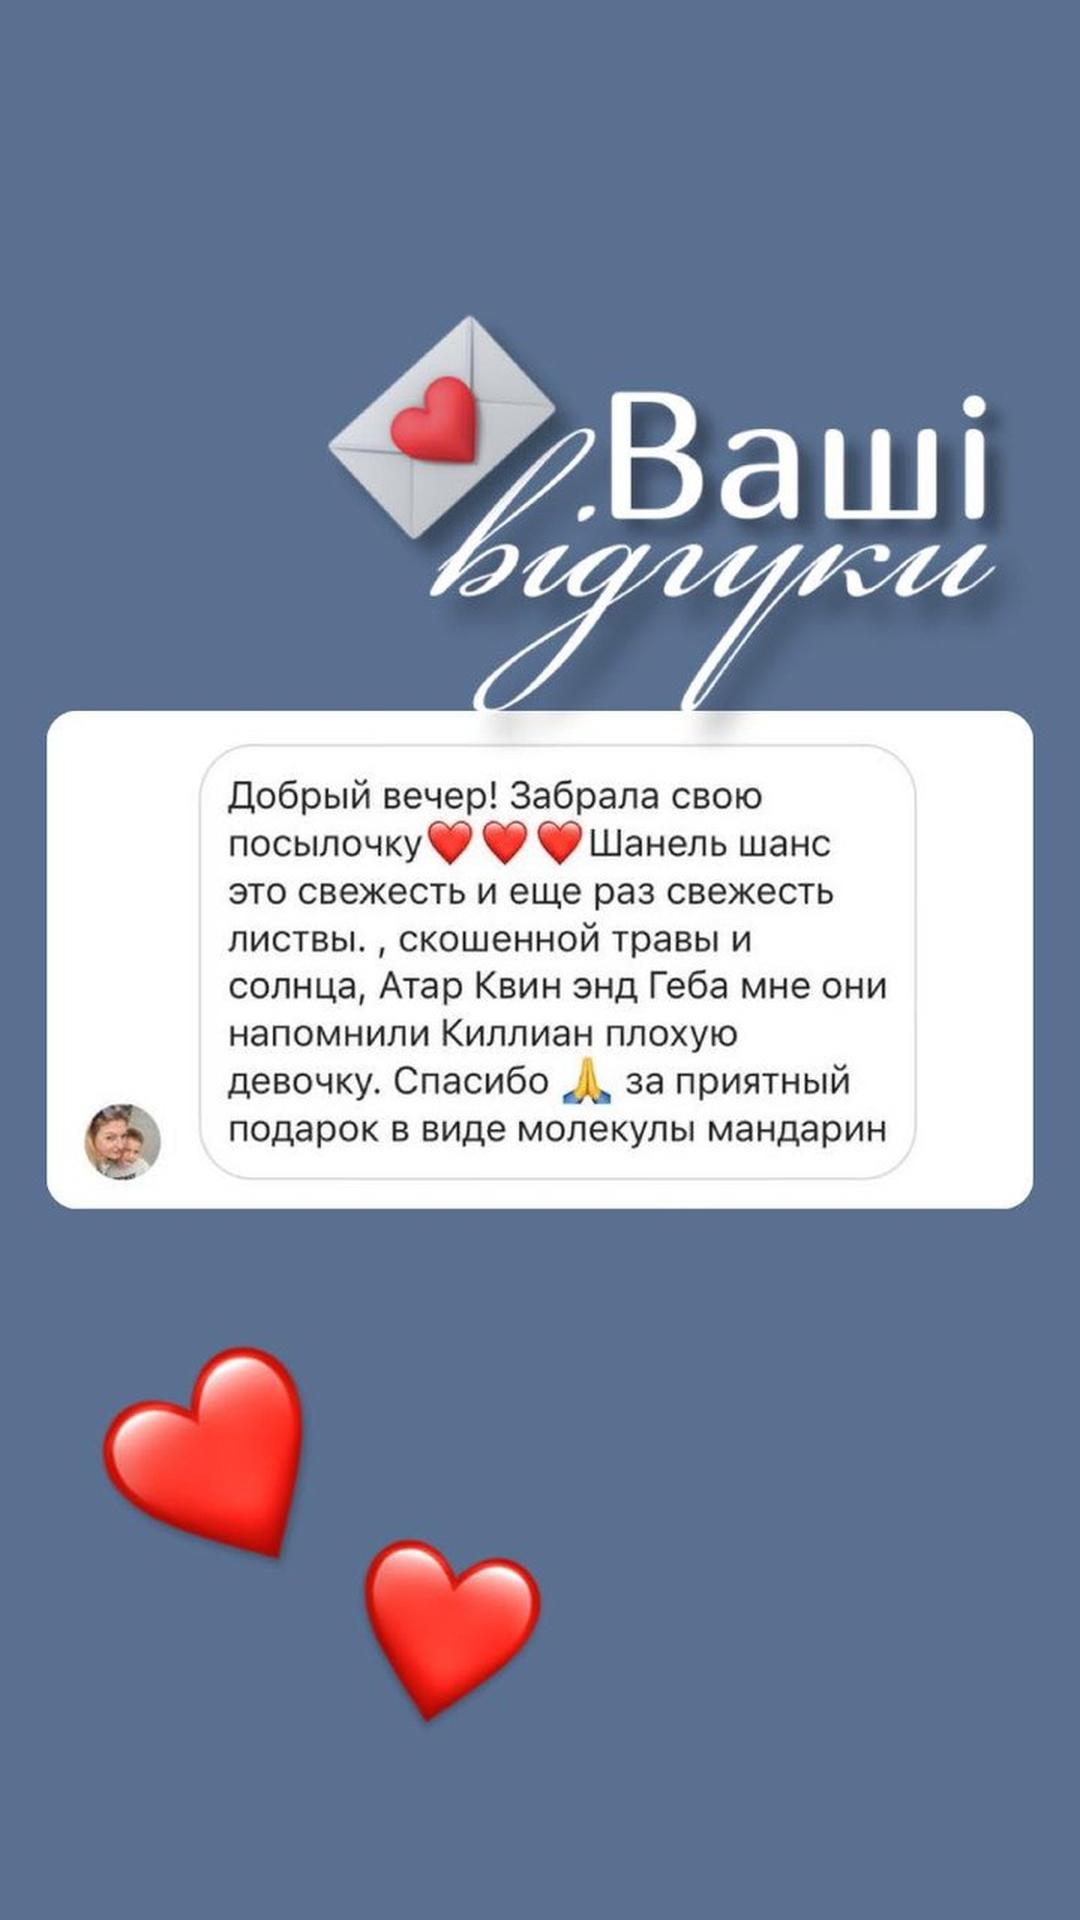 .Ваші
відгуки
Добрый вечер! Забрала свою
посылочку❤️❤️❤️Шанель шанс
это свежесть и еще раз свежесть
листвы. , скошенной травы и
солнца, Атар Квин энд Геба мне они
напомнили Киллиан плохую
девочку. Спасибо 🙏 за приятный
подарок в виде молекулы мандарин